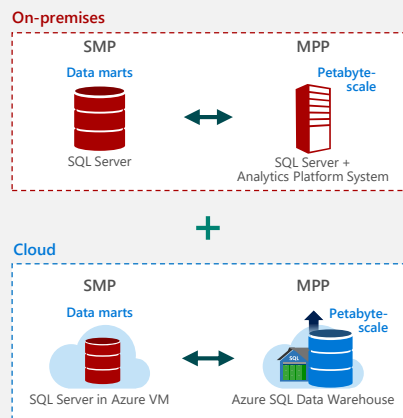 On-premises
SMP
MPP
Data marts
Petabyte-
scale
SQL Server
SQL Server +
Analytics Platform System
+
Cloud
SMP
MPP
Data marts
Petabyte-
scale
SQL
SQL Server in Azure VM
Azure SQL Data Warehouse